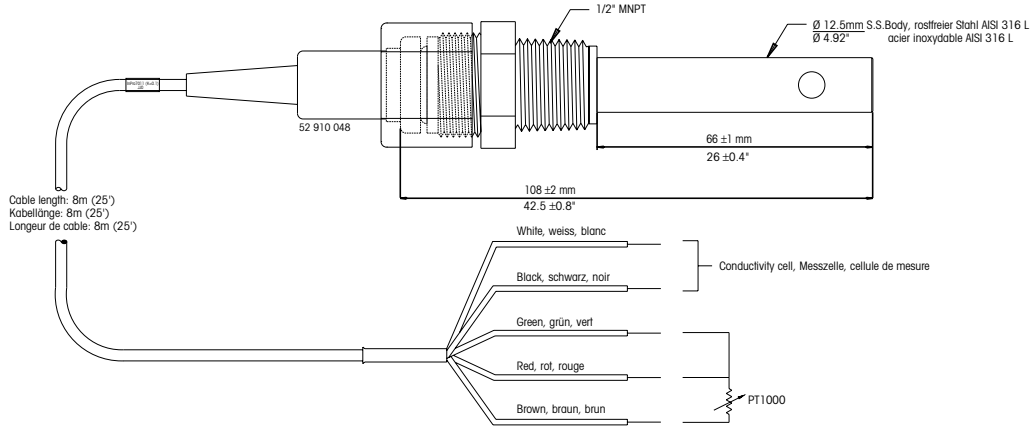 1/2" MNPT
Ø 12.5mm S.S.Body, rostfreier Stahl AISI 316 L
Ø 4.92" acier inoxydable AISI 316 L
52 910 048
66 ±1 mm
26 ±0.4"
108 ±2 mm
42.5 ±0.8"
Cable length: 8m (25')
Kabellänge: 8m (25')
Longeur de cable: 8m (25')
White, weiss, blanc
Conductivity cell, Messzelle, cellule de mesure
Black, schwarz, noir
Green, grün, vert
Red, rot, rouge
PT1000
Brown, braun, brun